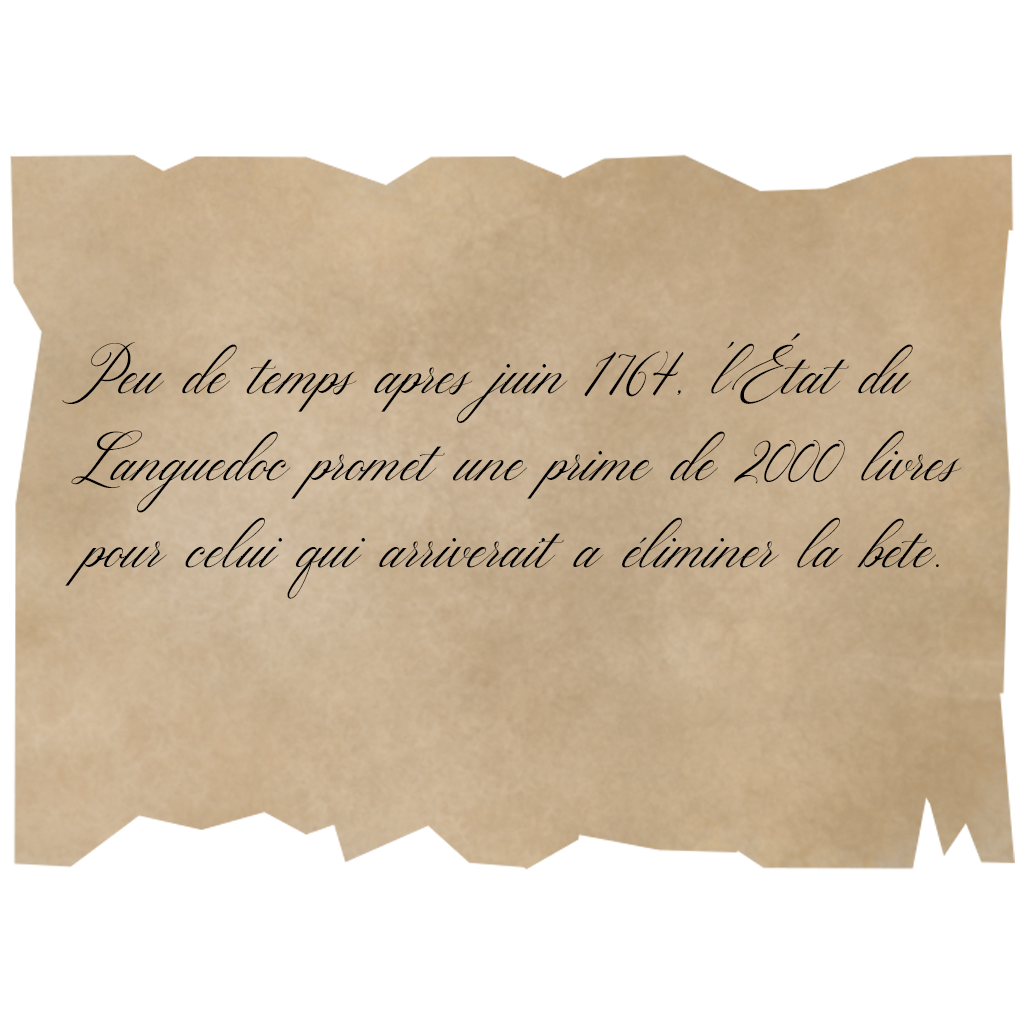 Peu de temps apres juin 1764, 'lÉtat du
Languedoc promet une prime de 2000 livres
pour celui qui arriverait a éliminer la bete.